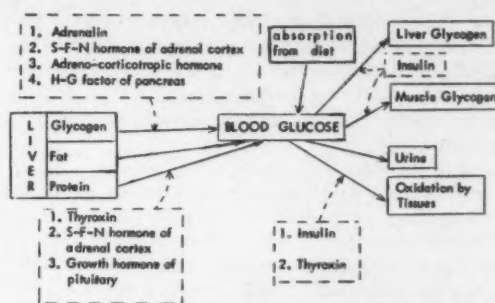 1. Adrenalin
2. S-F-N hormone of adrenal cortex
3. Adreno-corticotropic hormone
4. H-G factor of pancreas
absorption
from diet
Liver Glycogen
Insulin
Muscle Glycogen
LIVER
Glycogen
Fat
Protein
BLOOD GLUCOSE
Urine
Oxidation by
Tissues
1. Thyroxin
2. S-F-N hormone of
adrenal cortex
3. Growth hormone of
pituitary
1. Insulin
2. Thyroxin